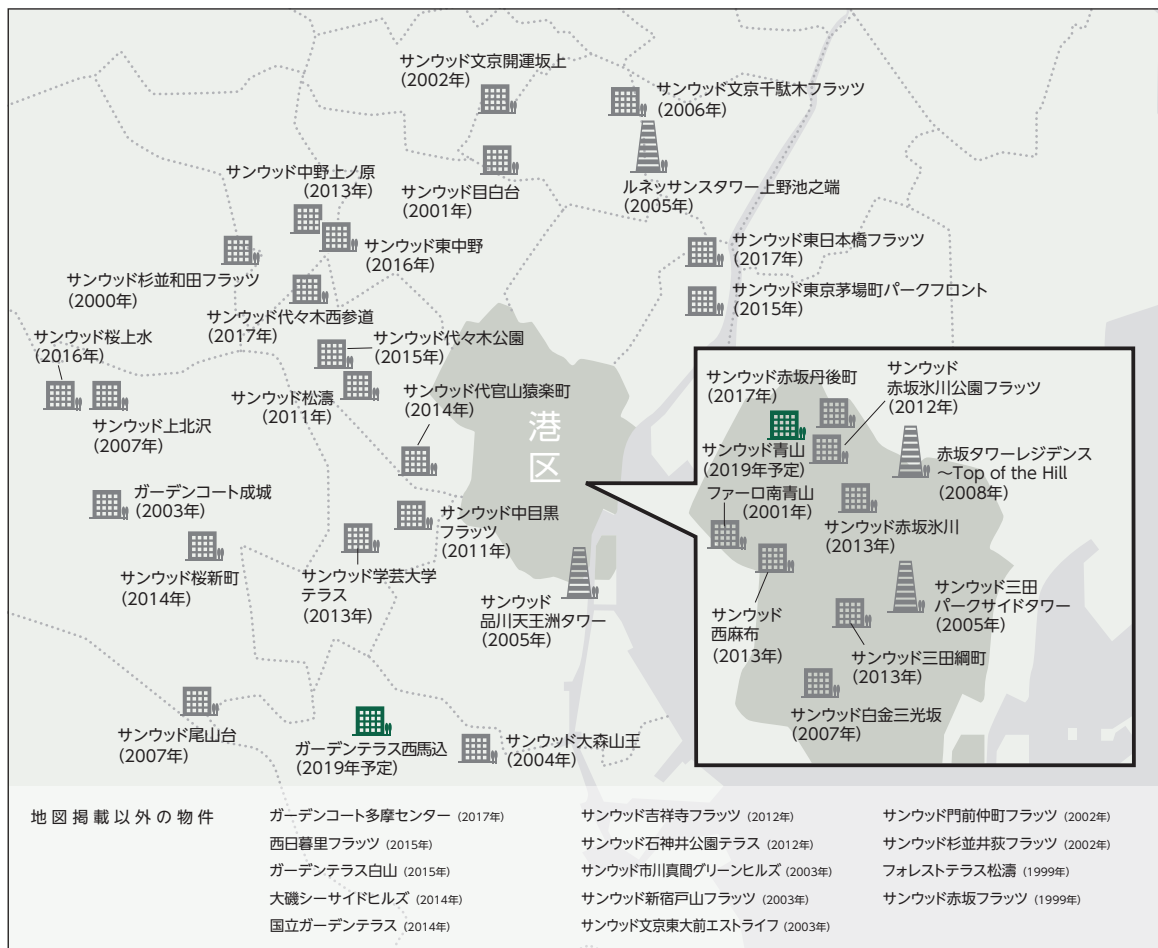 サンウッド文京開運坂上
(2002年)
サンウッド文京千駄木フラッツ
(2006年)
サンウッド中野上ノ原
(2013年)
サンウッド目白台
(2001年)
ルネッサンスタワー上野池之端
(2005年)
サンウッド東中野
(2016年)
サンウッド東日本橋フラッツ
(2017年)
サンウッド杉並和田フラッツ
(2000年)
サンウッド東京茅場町パークフロント
(2015年)
サンウッド代々木西参道
(2017年)
サンウッド桜上水
(2016年)
サンウッド代々木公園
(2015年)
サンウッド松濤
(2011年)
サンウッド代官山猿楽町
(2014年)
サンウッド上北沢
(2007年)
港区
ガーデンコート成城
(2003年)
サンウッド中目黒
フラッツ
(2011年)
サンウッド桜新町
(2014年)
サンウッド学芸大学
テラス
(2013年)
サンウッド
品川天王洲タワー
(2005年)
サンウッド尾山台
(2007年)
ガーデンテラス西馬込
(2019年予定)
サンウッド大森山王
(2004年)
サンウッド赤坂丹後町
(2017年)
サンウッド
赤坂氷川公園フラッツ
(2012年)
サンウッド青山
(2019年予定)
赤坂タワーレジデンス
～Top of the Hill
(2008年)
ファーロ南青山
(2001年)
サンウッド赤坂氷川
(2013年)
サンウッド
西麻布
(2013年)
サンウッド三田
パークサイドタワー
(2005年)
サンウッド三田綱町
(2013年)
サンウッド白金三光坂
(2007年)
地図掲載以外の物件
ガーデンコート多摩センター (2017年)
西日暮里フラッツ (2015年)
ガーデンテラス白山 (2015年)
大磯シーサイドヒルズ (2014年)
国立ガーデンテラス (2014年)
サンウッド吉祥寺フラッツ (2012年)
サンウッド石神井公園テラス (2012年)
サンウッド市川真間グリーンヒルズ (2003年)
サンウッド新宿戸山フラッツ (2003年)
サンウッド文京東大前エストライフ (2003年)
サンウッド門前仲町フラッツ (2002年)
サンウッド杉並井荻フラッツ (2002年)
フォレストテラス松濤 (1999年)
サンウッド赤坂フラッツ (1999年)